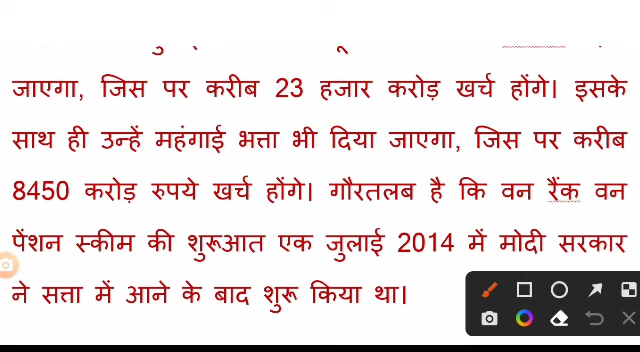 जाएगा, जिस पर करीब 23 हजार करोड़ खर्च होंगे। इसके
साथ ही उन्हें महंगाई भत्ता भी दिया जाएगा, जिस पर करीब
8450 करोड़ रुपये खर्च होंगे। गौरतलब है कि वन रैंक वन
पेंशन स्कीम की शुरूआत एक जुलाई 2014 में मोदी सरकार
ने सत्ता में आने के बाद शुरू किया था।